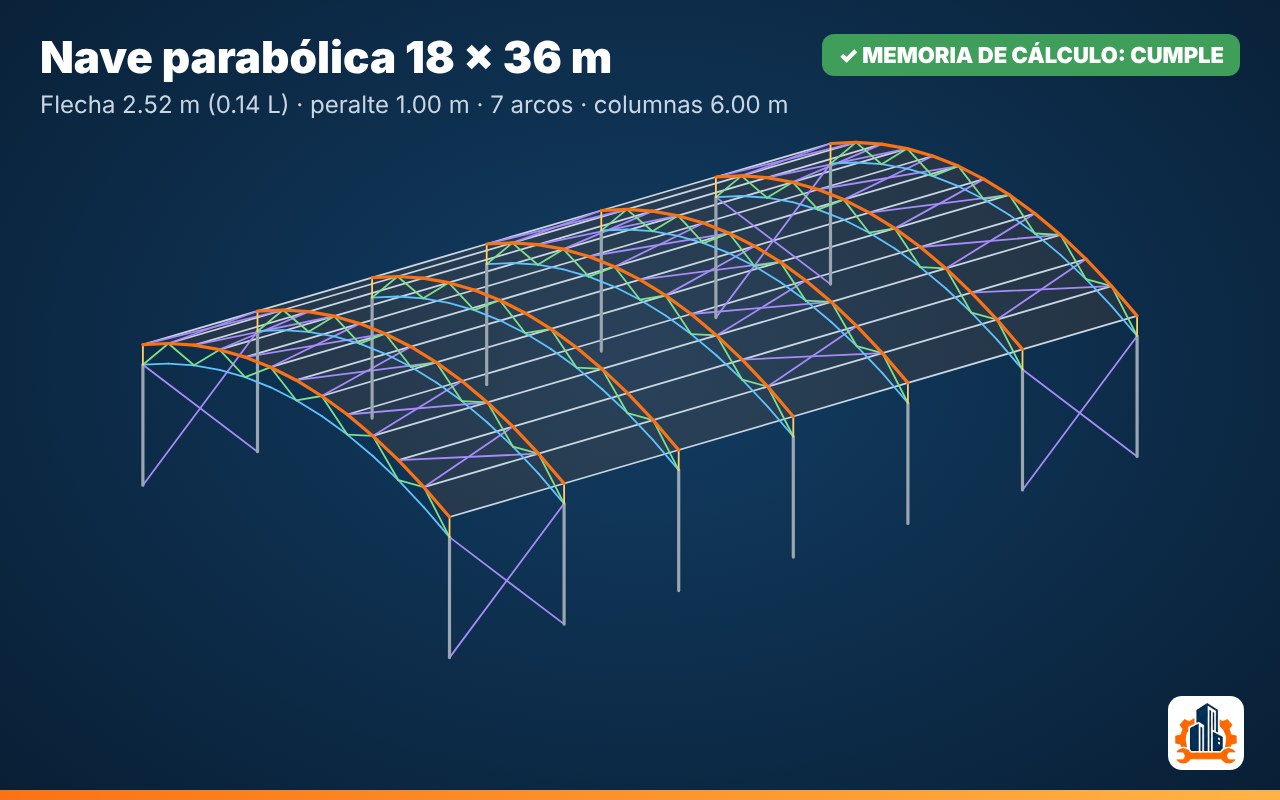 Nave parabólica 18 × 36 m
✓ MEMORIA DE CÁLCULO: CUMPLE
Flecha 2.52 m (0.14 L) · peralte 1.00 m · 7 arcos · columnas 6.00 m